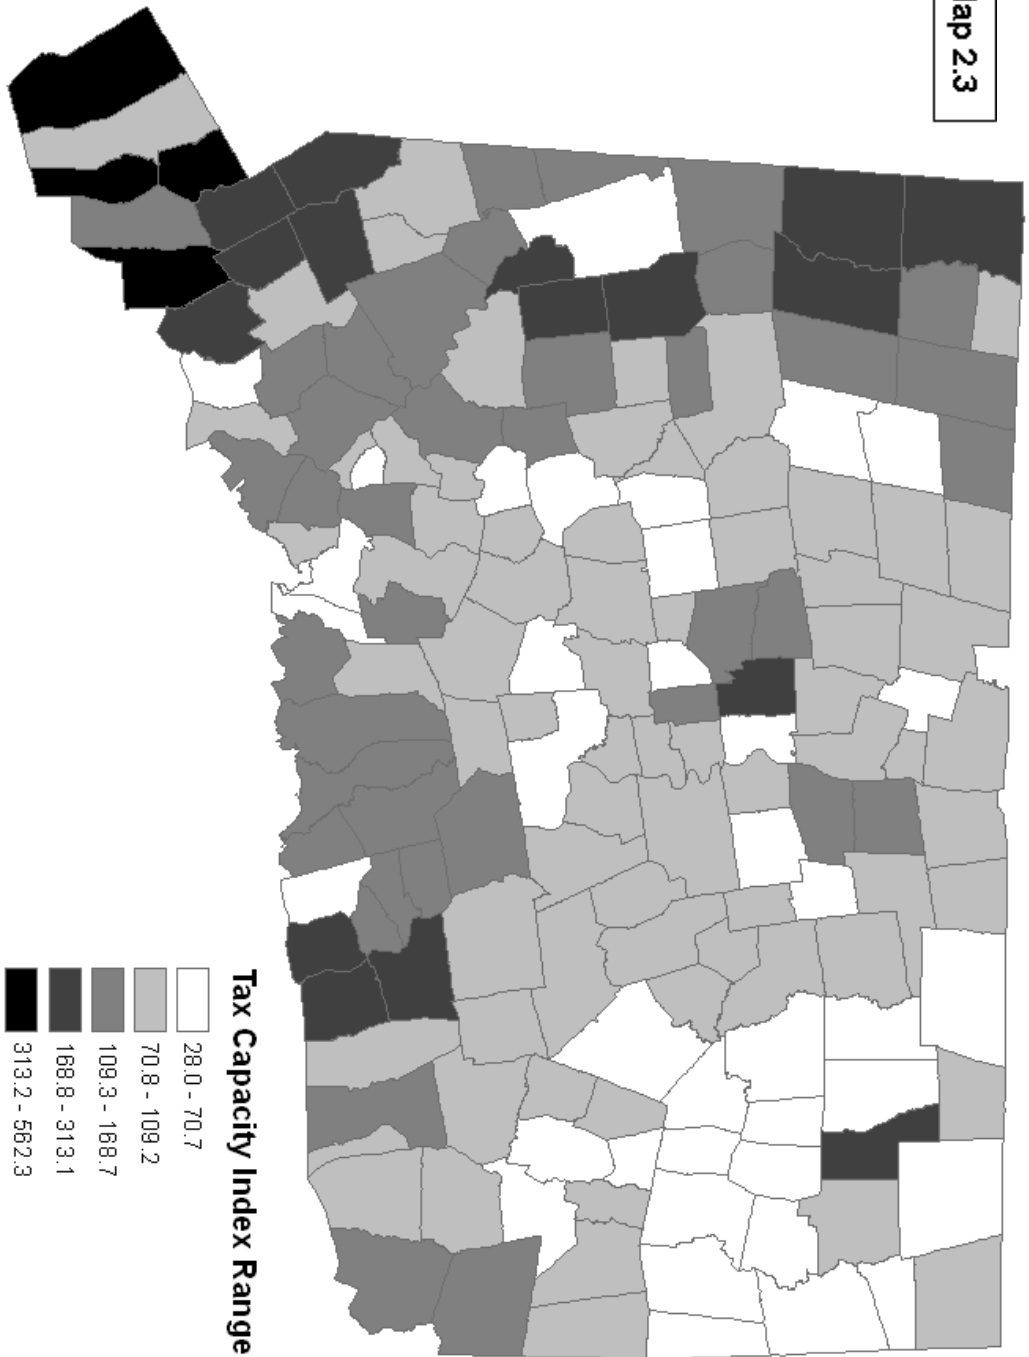 ap 2.3
Tax Capacity Index Range
28.0 - 70.7
70.8 - 109.2
109.3 - 168.7
168.8 - 313.1
313.2 - 562.3